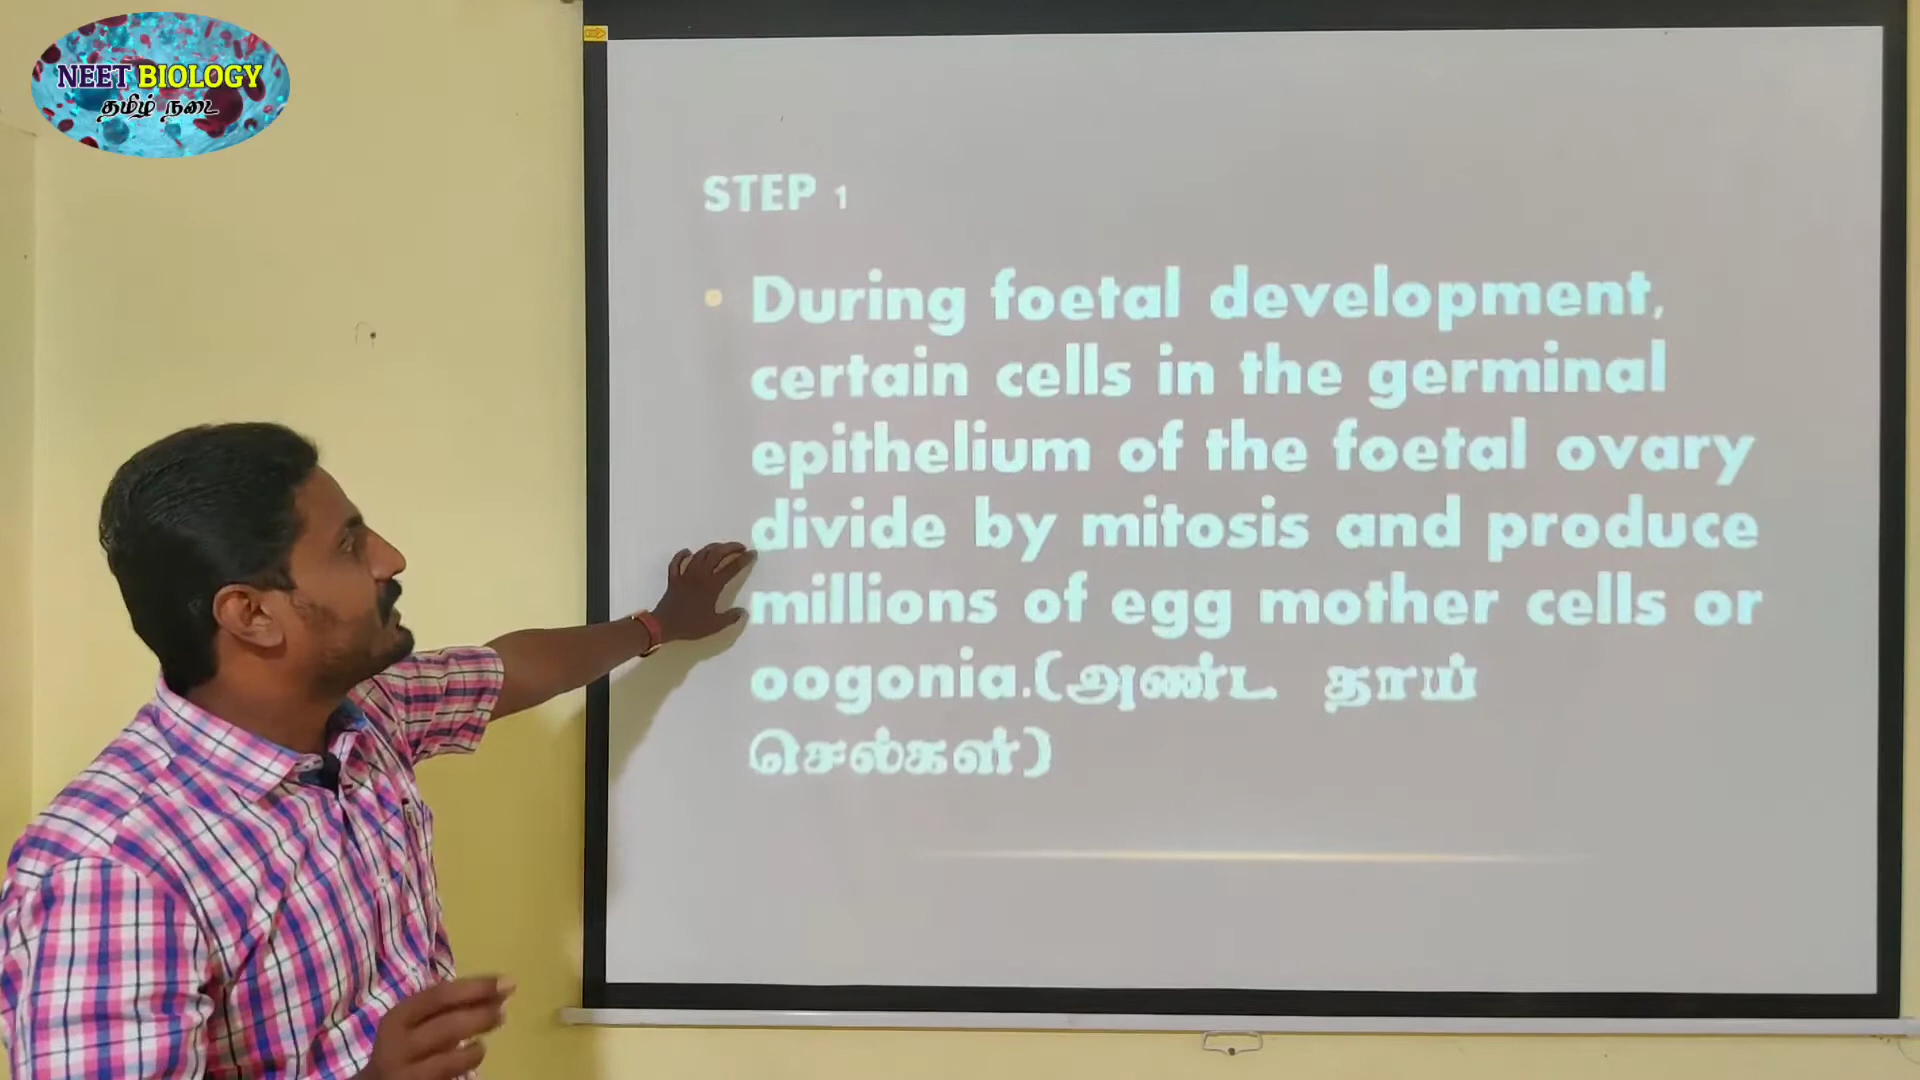 NEET BIOLOGY
தமிழ் நடை
STEP 1
• During foetal development,
certain cells in the germinal
epithelium of the foetal ovary
divide by mitosis and produce
millions of egg mother cells or
oogonia.(அண்ட தாய்
செல்கள்)